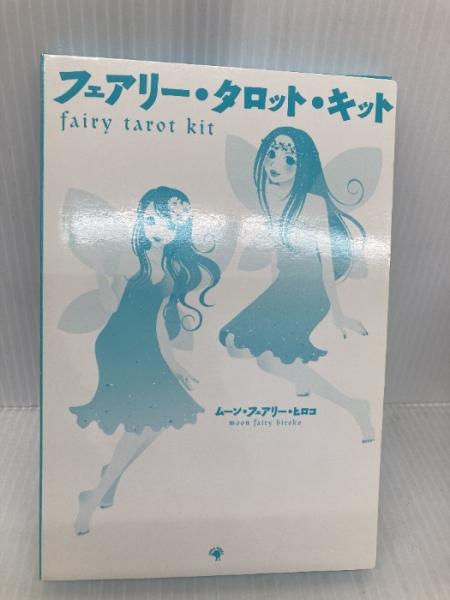 フェアリー・タロット・キット
fairy tarot kit
ムーン・フェアリー・ヒロコ
moon fairy hiroko